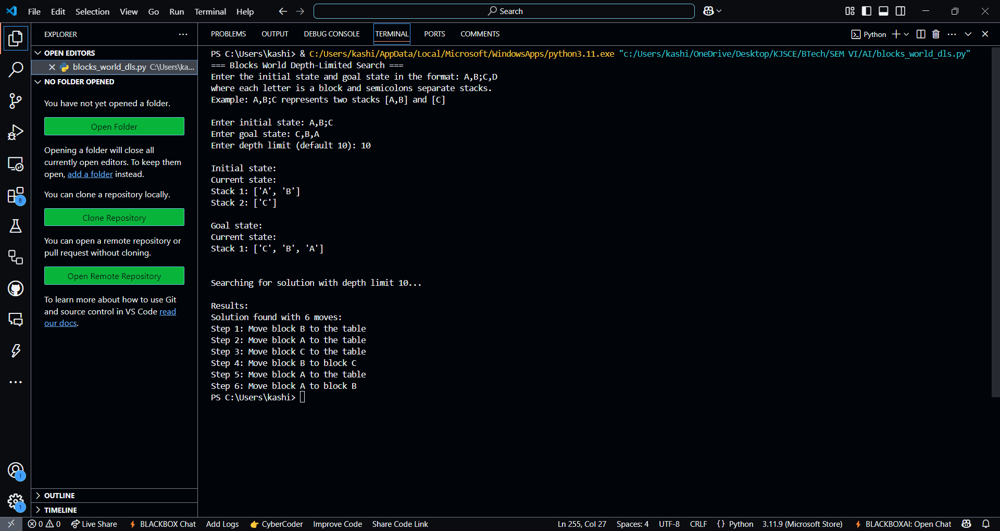 File Edit Selection View Go Run Terminal Help Search
EXPLORER
OPEN EDITORS
blocks_world_dls.py C:\Users\ka...
NO FOLDER OPENED
You have not yet opened a folder.
Open Folder
Opening a folder will close all
currently open editors. To keep them
open, add a folder instead.
You can clone a repository locally.
Clone Repository
You can open a remote repository or
pull request without cloning.
Open Remote Repository
To learn more about how to use Git
and source control in VS Code read
our docs.
OUTLINE
TIMELINE
8
1
1
PROBLEMS OUTPUT DEBUG CONSOLE TERMINAL PORTS COMMENTS Python
PS C:\Users\kashi> & C:/Users/kashi/AppData/Local/Microsoft/WindowsApps/python3.11.exe "c:/Users/kashi/OneDrive/Desktop/KJSCE/BTech/SEM VI/AI/blocks_world_dls.py"
=== Blocks World Depth-Limited Search ===
Enter the initial state and goal state in the format: A,B;C,D
where each letter is a block and semicolons separate stacks.
Example: A,B;C represents two stacks [A,B] and [C]
Enter initial state: A,B;C
Enter goal state: C,B,A
Enter depth limit (default 10): 10
Initial state:
Current state:
Stack 1: ['A', 'B']
Stack 2: ['C']
Goal state:
Current state:
Stack 1: ['C', 'B', 'A']
Searching for solution with depth limit 10...
Results:
Solution found with 6 moves:
Step 1: Move block B to the table
Step 2: Move block A to the table
Step 3: Move block C to the table
Step 4: Move block B to block C
Step 5: Move block A to the table
Step 6: Move block A to block B
PS C:\Users\kashi>
0 0 Live Share BLACKBOX Chat Add Logs CyberCoder Improve Code Share Code Link Ln 255, Col 27 Spaces: 4 UTF-8 CRLF {} Python 3.11.9 (Microsoft Store) BLACKBOXAI: Open Chat